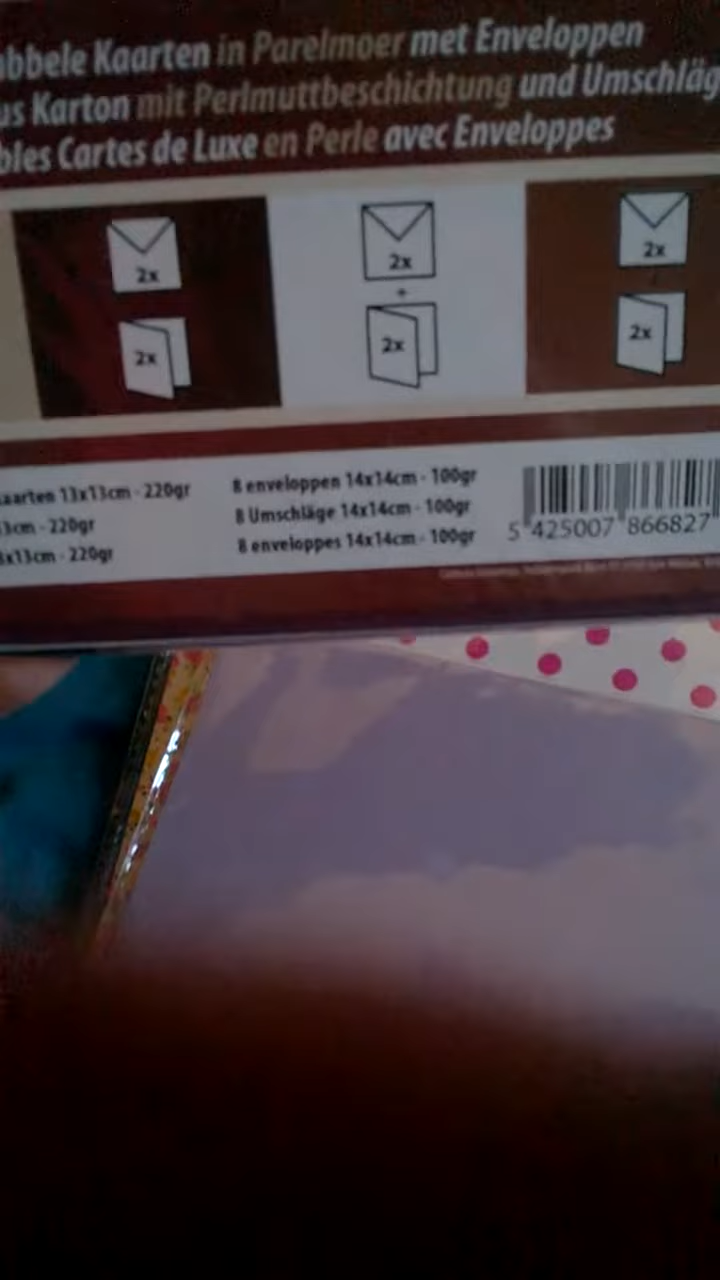 bbele Kaarten in Parelmoer met Enveloppen
us Karton mit Perlmuttbeschichtung und Umschläg
bles Cartes de Luxe en Perle avec Enveloppes
2x 2x 2x
+
2x 2x 2x
aarten 13x13cm - 220gr
3cm - 220gr
x13cm - 220gr
8 enveloppen 14x14cm - 100gr
8 Umschläge 14x14cm - 100gr
8 enveloppes 14x14cm - 100gr
5 425007 866827